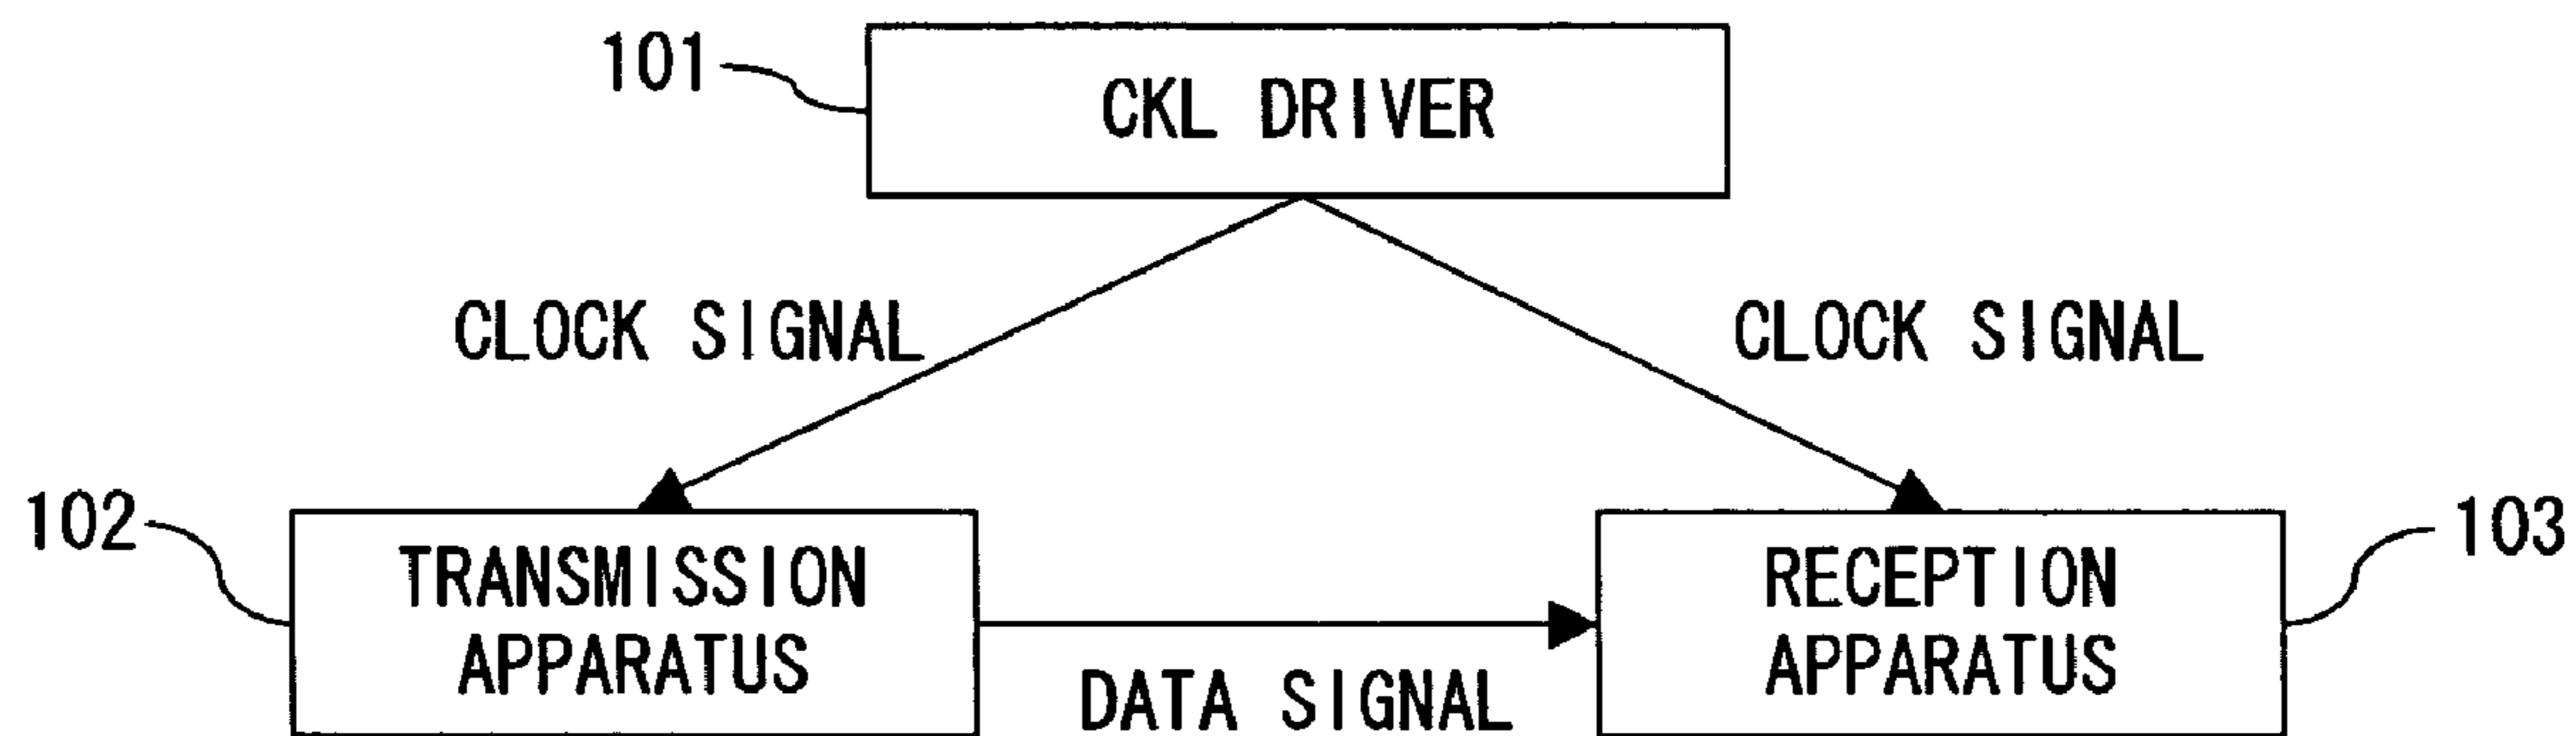 101
CKL DRIVER
CLOCK SIGNAL
CLOCK SIGNAL
102
TRANSMISSION
APPARATUS
RECEPTION
APPARATUS
103
DATA SIGNAL